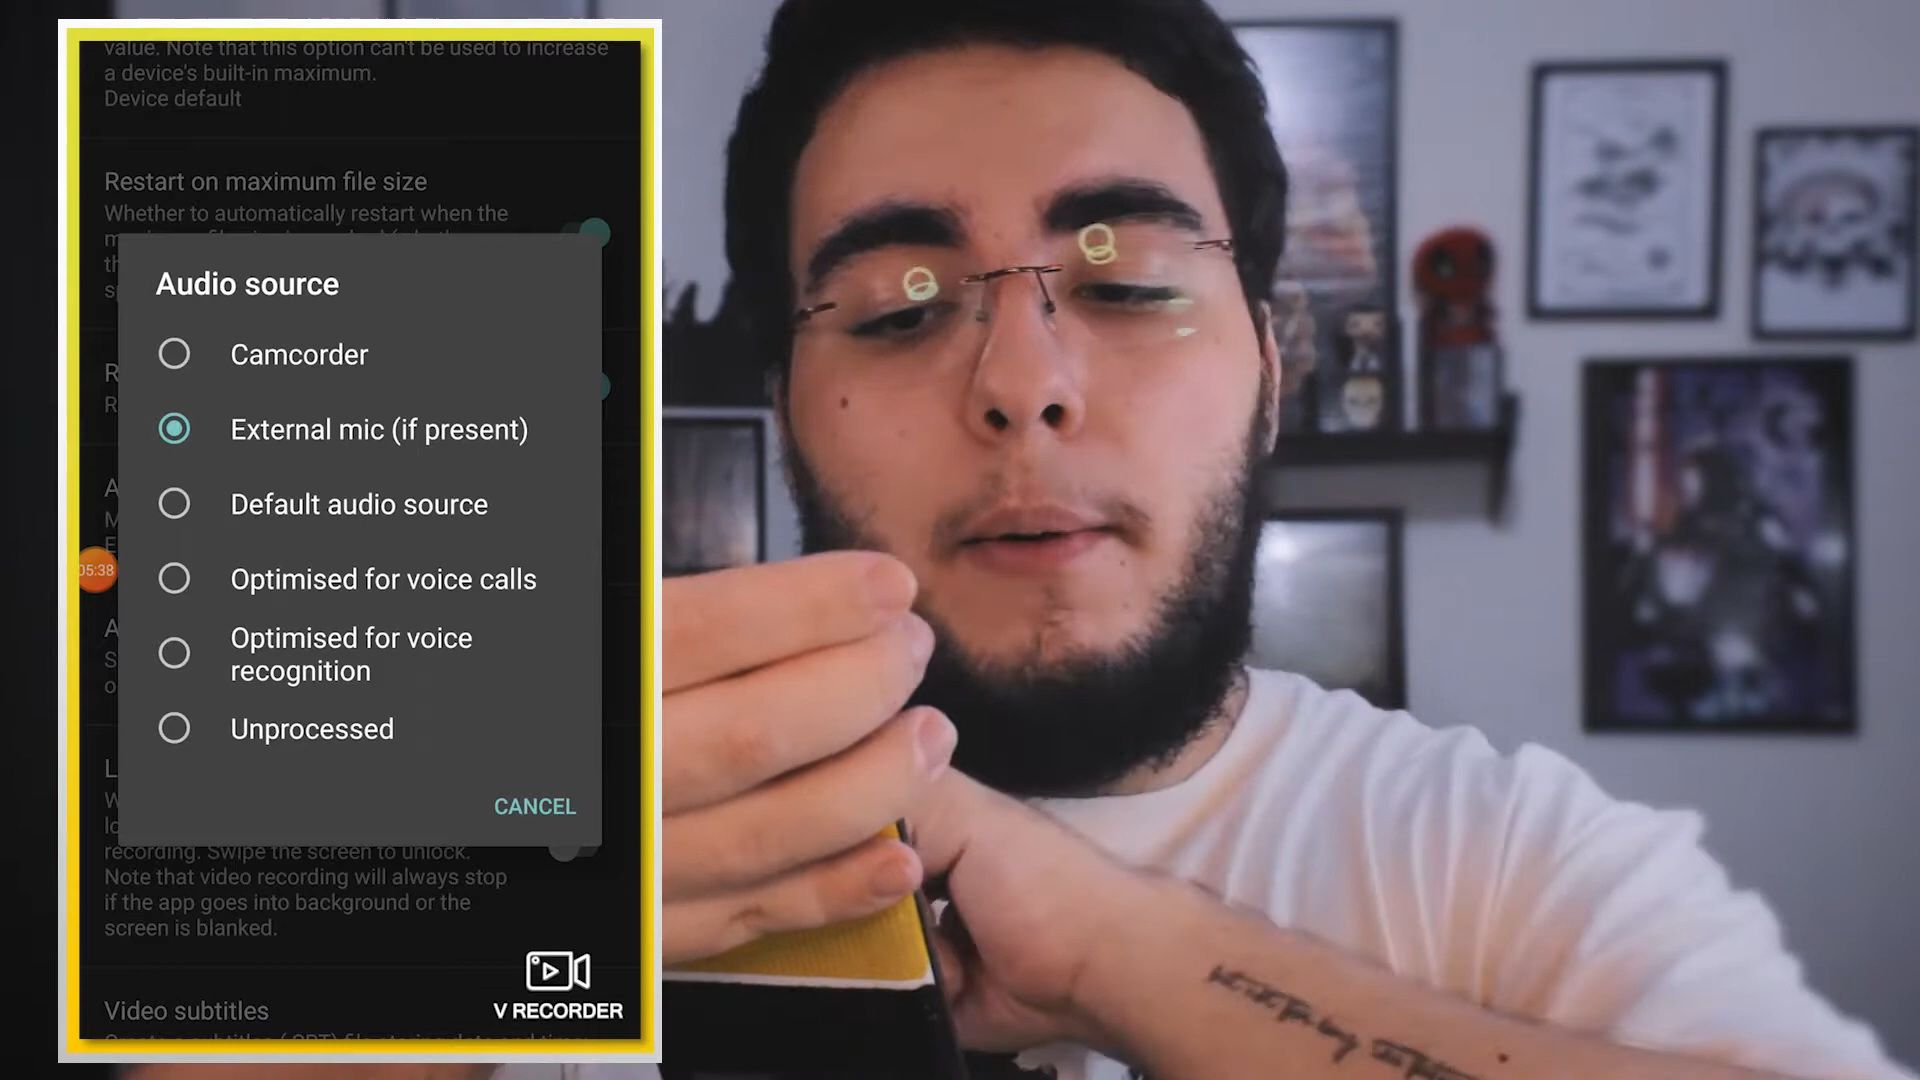 value. Note that this option can't be used to increase
a device's built-in maximum.
Device default
Restart on maximum file size
Whether to automatically restart when the
Audio source
Camcorder
External mic (if present)
Default audio source
05:38
Optimised for voice calls
Optimised for voice
recognition
Unprocessed
CANCEL
recording. Swipe the screen to unlock.
Note that video recording will always stop
if the app goes into background or the
screen is blanked.
V RECORDER
Video subtitles